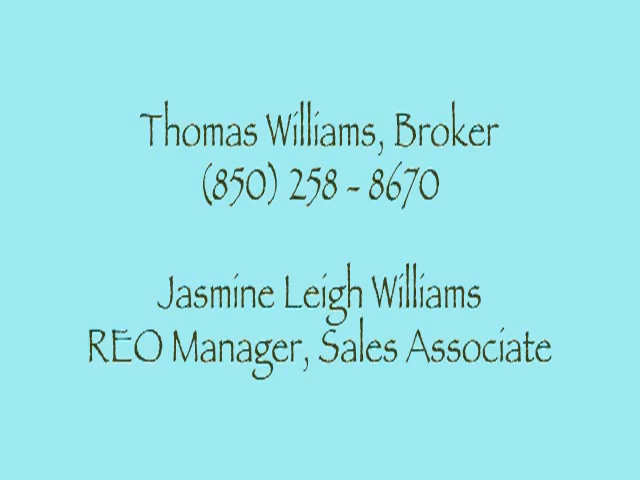 Thomas Williams, Broker
(850) 258 - 8670
Jasmine Leigh Williams
REO Manager, Sales Associate